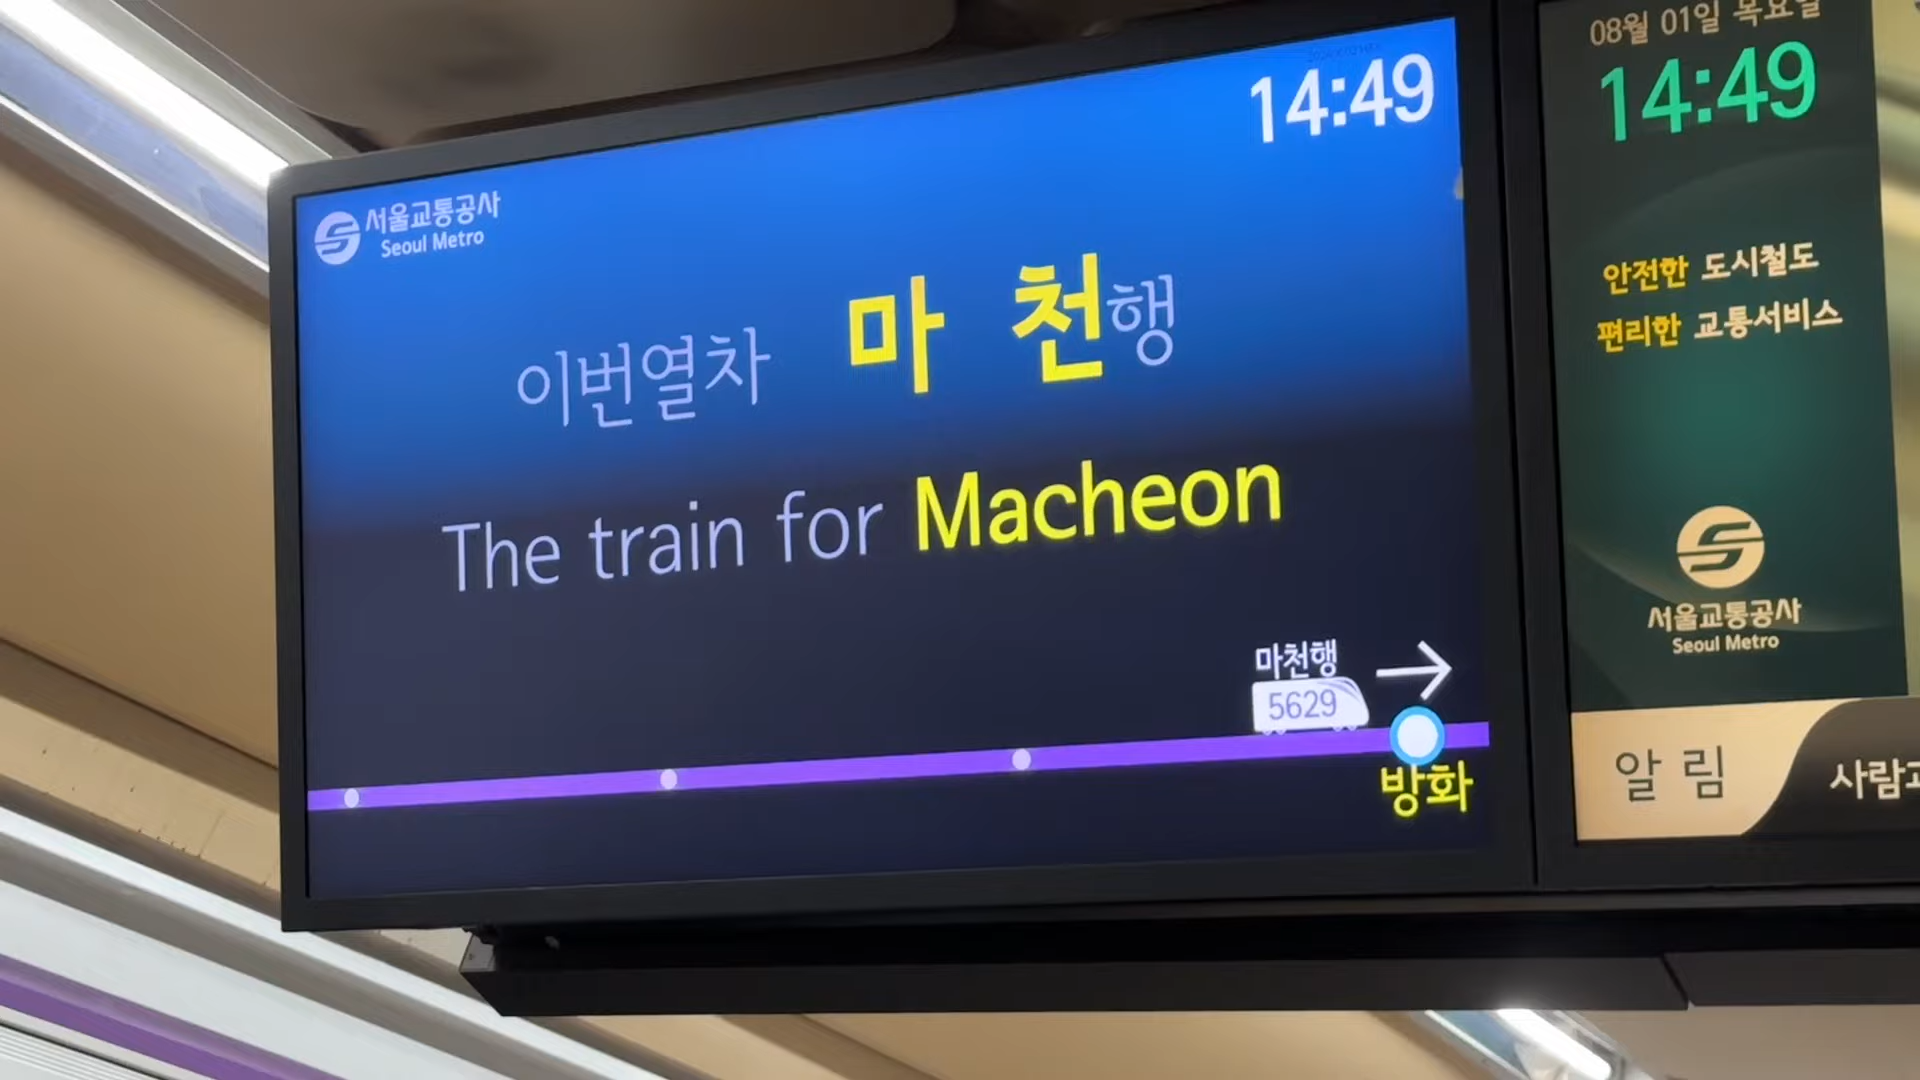 서울교통공사
Seoul Metro
14:49
이번열차 마 천행
The train for Macheon
마천행
5629
방화
08월 01일 목요일
14:49
안전한 도시철도
편리한 교통서비스
서울교통공사
Seoul Metro
알 림